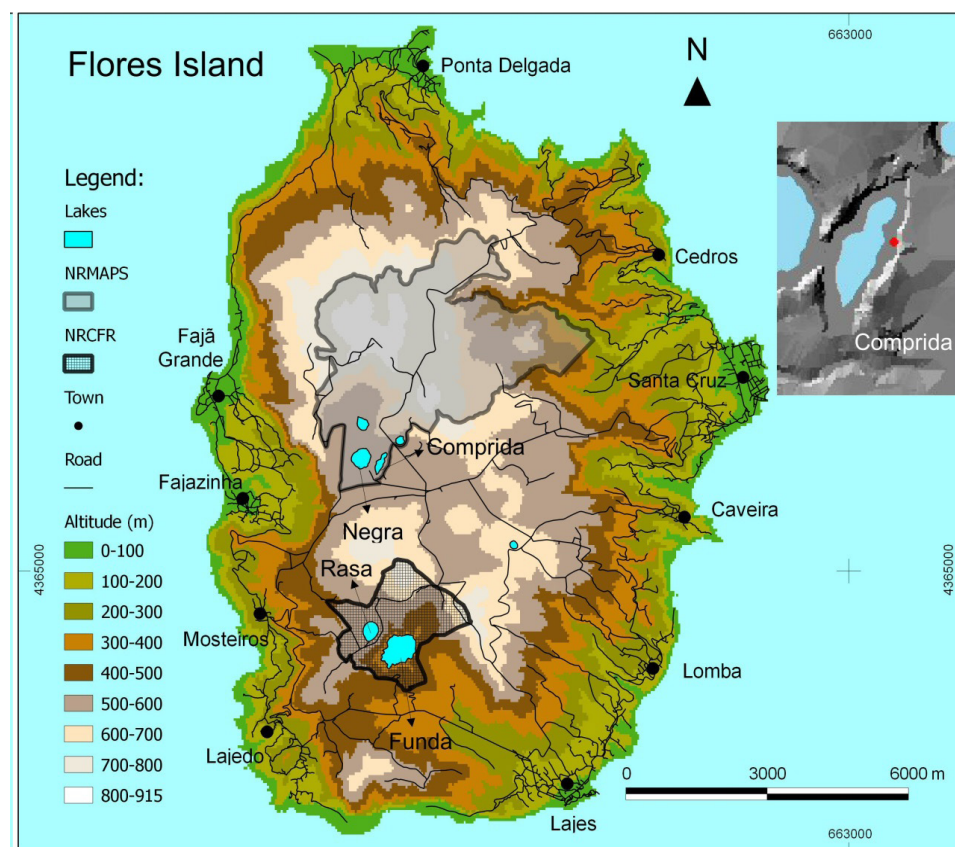 663000
Flores Island
N
Ponta Delgada
Legend:
Lakes
NRMAPS
NRCFR
Town
Road
Altitude (m)
0-100
100-200
200-300
300-400
400-500
500-600
600-700
700-800
800-915
Cedros
Comprida
Fajã
Grande
Santa Cruz
Comprida
Fajazinha
Negra
Caveira
Rasa
4365000
4365000
Mosteiros
Lomba
Lajedo
Funda
0
3000
6000 m
Lajes
663000